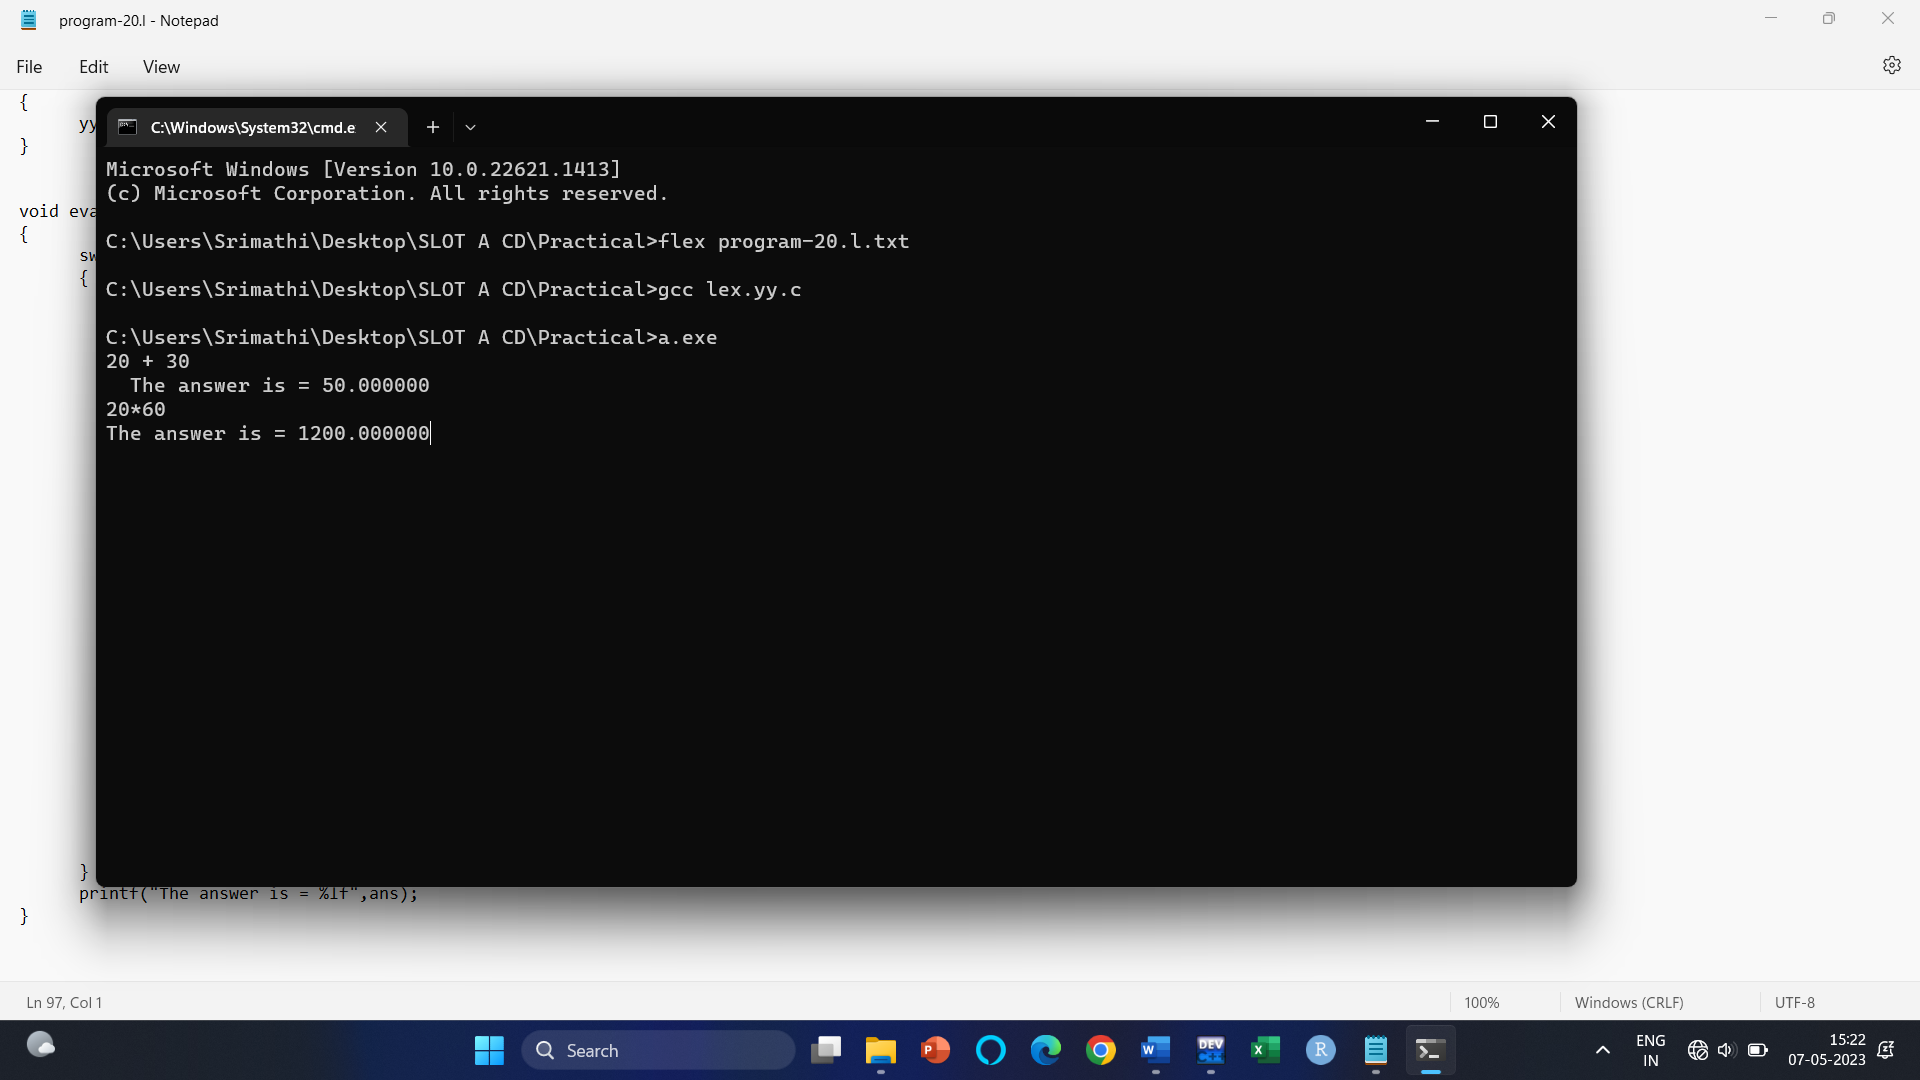 program-20.l - Notepad
File Edit View
{
yy
}
void eva
{
sw
{
C:\Windows\System32\cmd.e
Microsoft Windows [Version 10.0.22621.1413]
(c) Microsoft Corporation. All rights reserved.
C:\Users\Srimathi\Desktop\SLOT A CD\Practical>flex program-20.l.txt
C:\Users\Srimathi\Desktop\SLOT A CD\Practical>gcc lex.yy.c
C:\Users\Srimathi\Desktop\SLOT A CD\Practical>a.exe
20 + 30
  The answer is = 50.000000
20*60
The answer is = 1200.000000
}
printf("The answer is = %lf",ans);
}
Ln 97, Col 1 100% Windows (CRLF) UTF-8
Search
DEV
C++
ENG
IN
15:22
07-05-2023